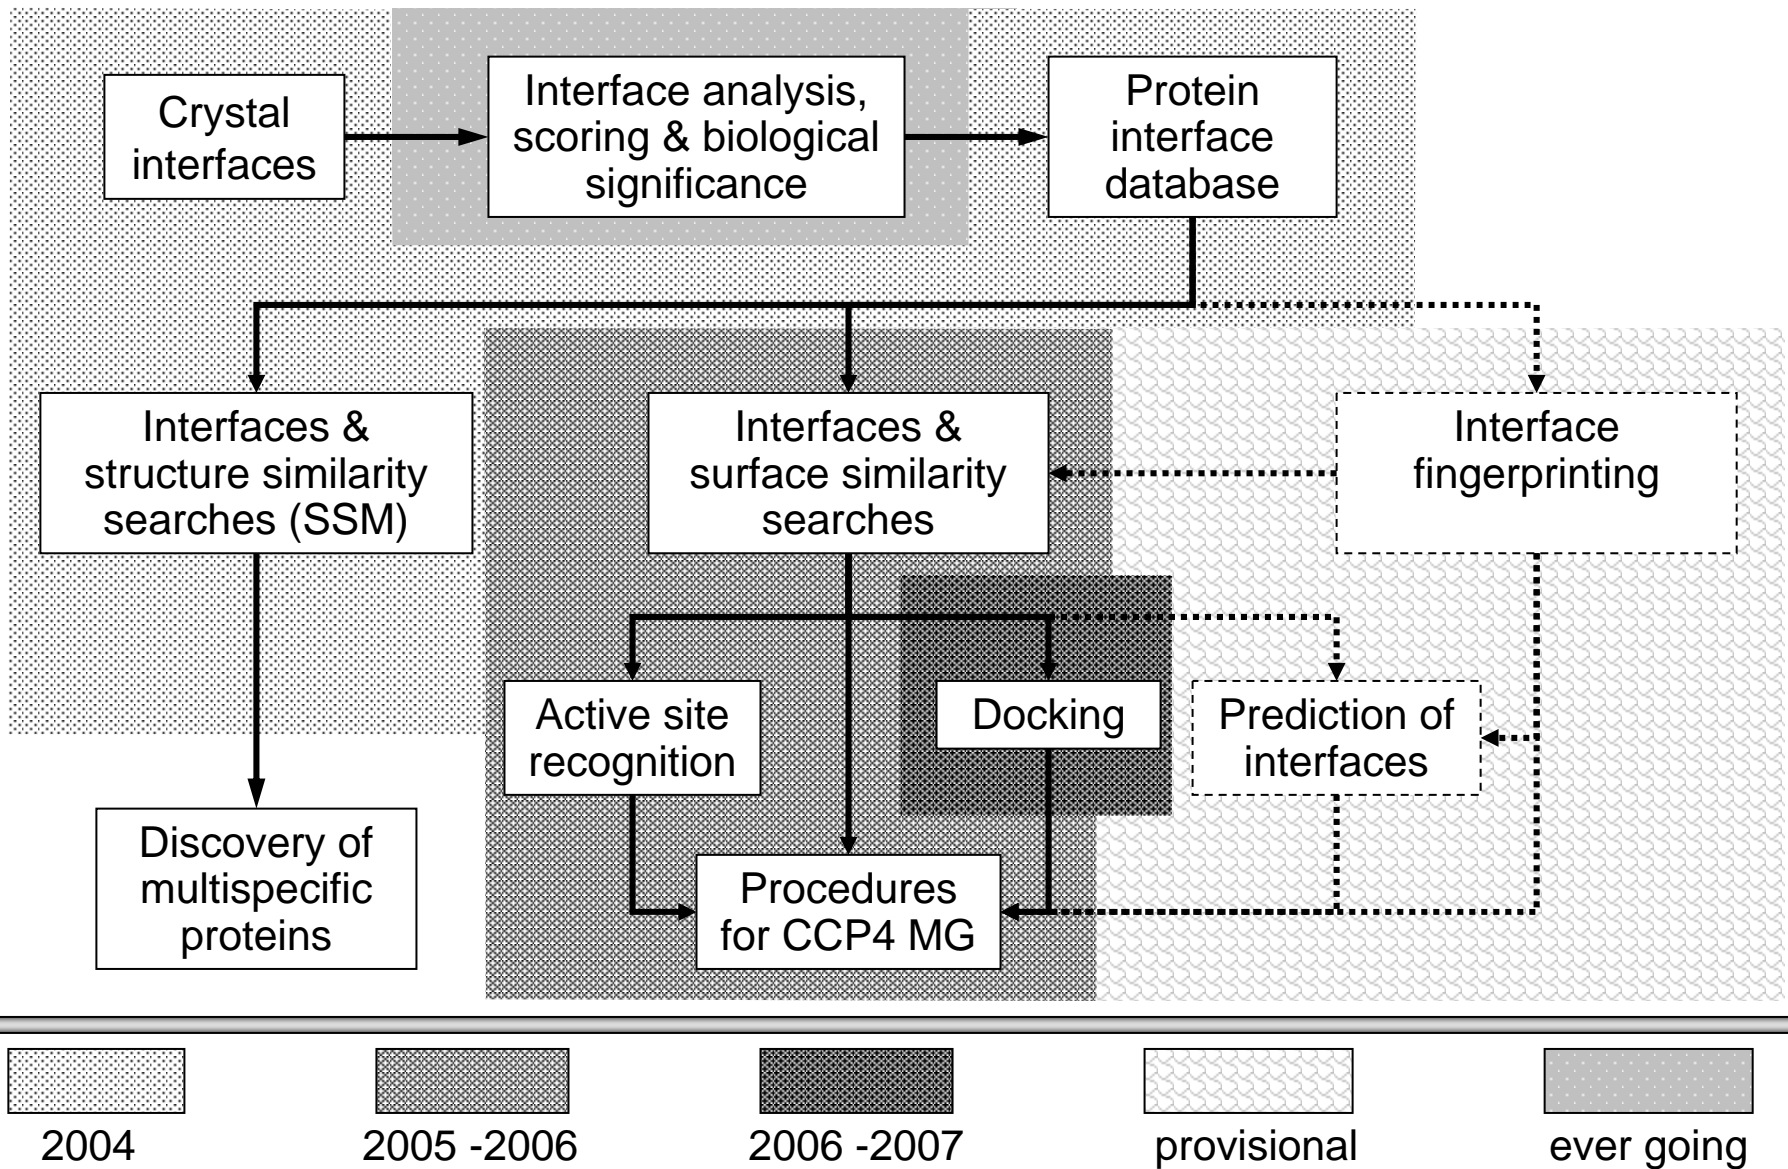 Crystal
interfaces
Interface analysis,
scoring & biological
significance
Protein
interface
database
Interfaces &
structure similarity
searches (SSM)
Interfaces &
surface similarity
searches
Interface
fingerprinting
Active site
recognition
Docking
Prediction of
interfaces
Discovery of
multispecific
proteins
Procedures
for CCP4 MG
2004
2005 -2006
2006 -2007
provisional
ever going